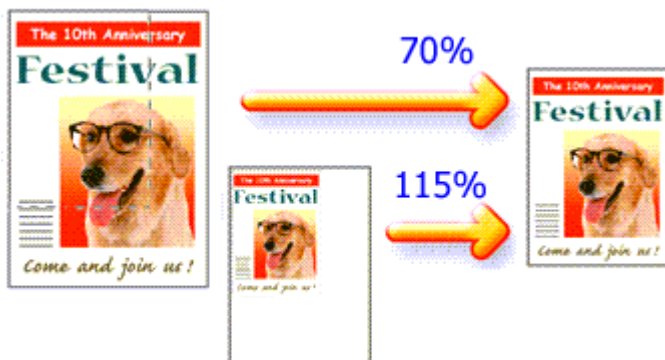 The 10th Anniversary
Festival
Come and join us!
70%
The 10th Anniversary
Festival
Come and join us!
115%
The 10th Anniversary
Festival
Come and join us!